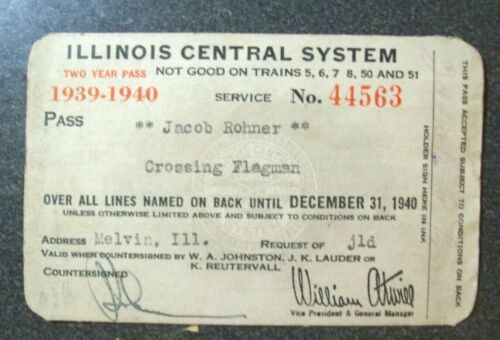 ILLINOIS CENTRAL SYSTEM
TWO YEAR PASS NOT GOOD ON TRAINS 5, 6, 7 8, 50 AND 51
1939-1940 SERVICE No. 44563
PASS
** Jacob Rohner **
Crossing Flagman
OVER ALL LINES NAMED ON BACK UNTIL DECEMBER 31, 1940
UNLESS OTHERWISE LIMITED ABOVE AND SUBJECT TO CONDITIONS ON BACK
ADDRESS Melvin, Ill. REQUEST OF jld
VALID WHEN COUNTERSIGNED BY W. A. JOHNSTON, J. K. LAUDER OR
K. REUTERVALL
COUNTERSIGNED
William Atwill
VICE PRESIDENT & GENERAL MANAGER
HOLDER SIGN HERE IN INK
THIS PASS ACCEPTED SUBJECT TO CONDITIONS ON BACK